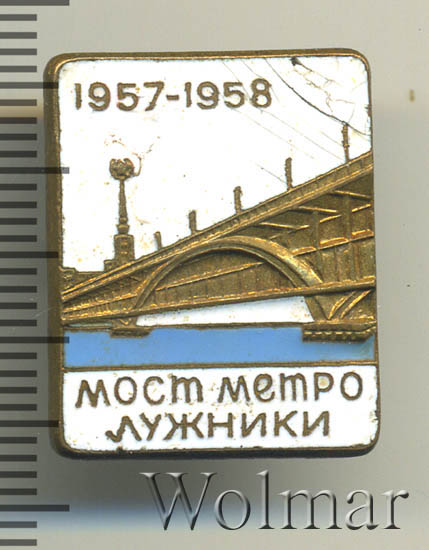 1957-1958
мост метро
лужники
Wolmar